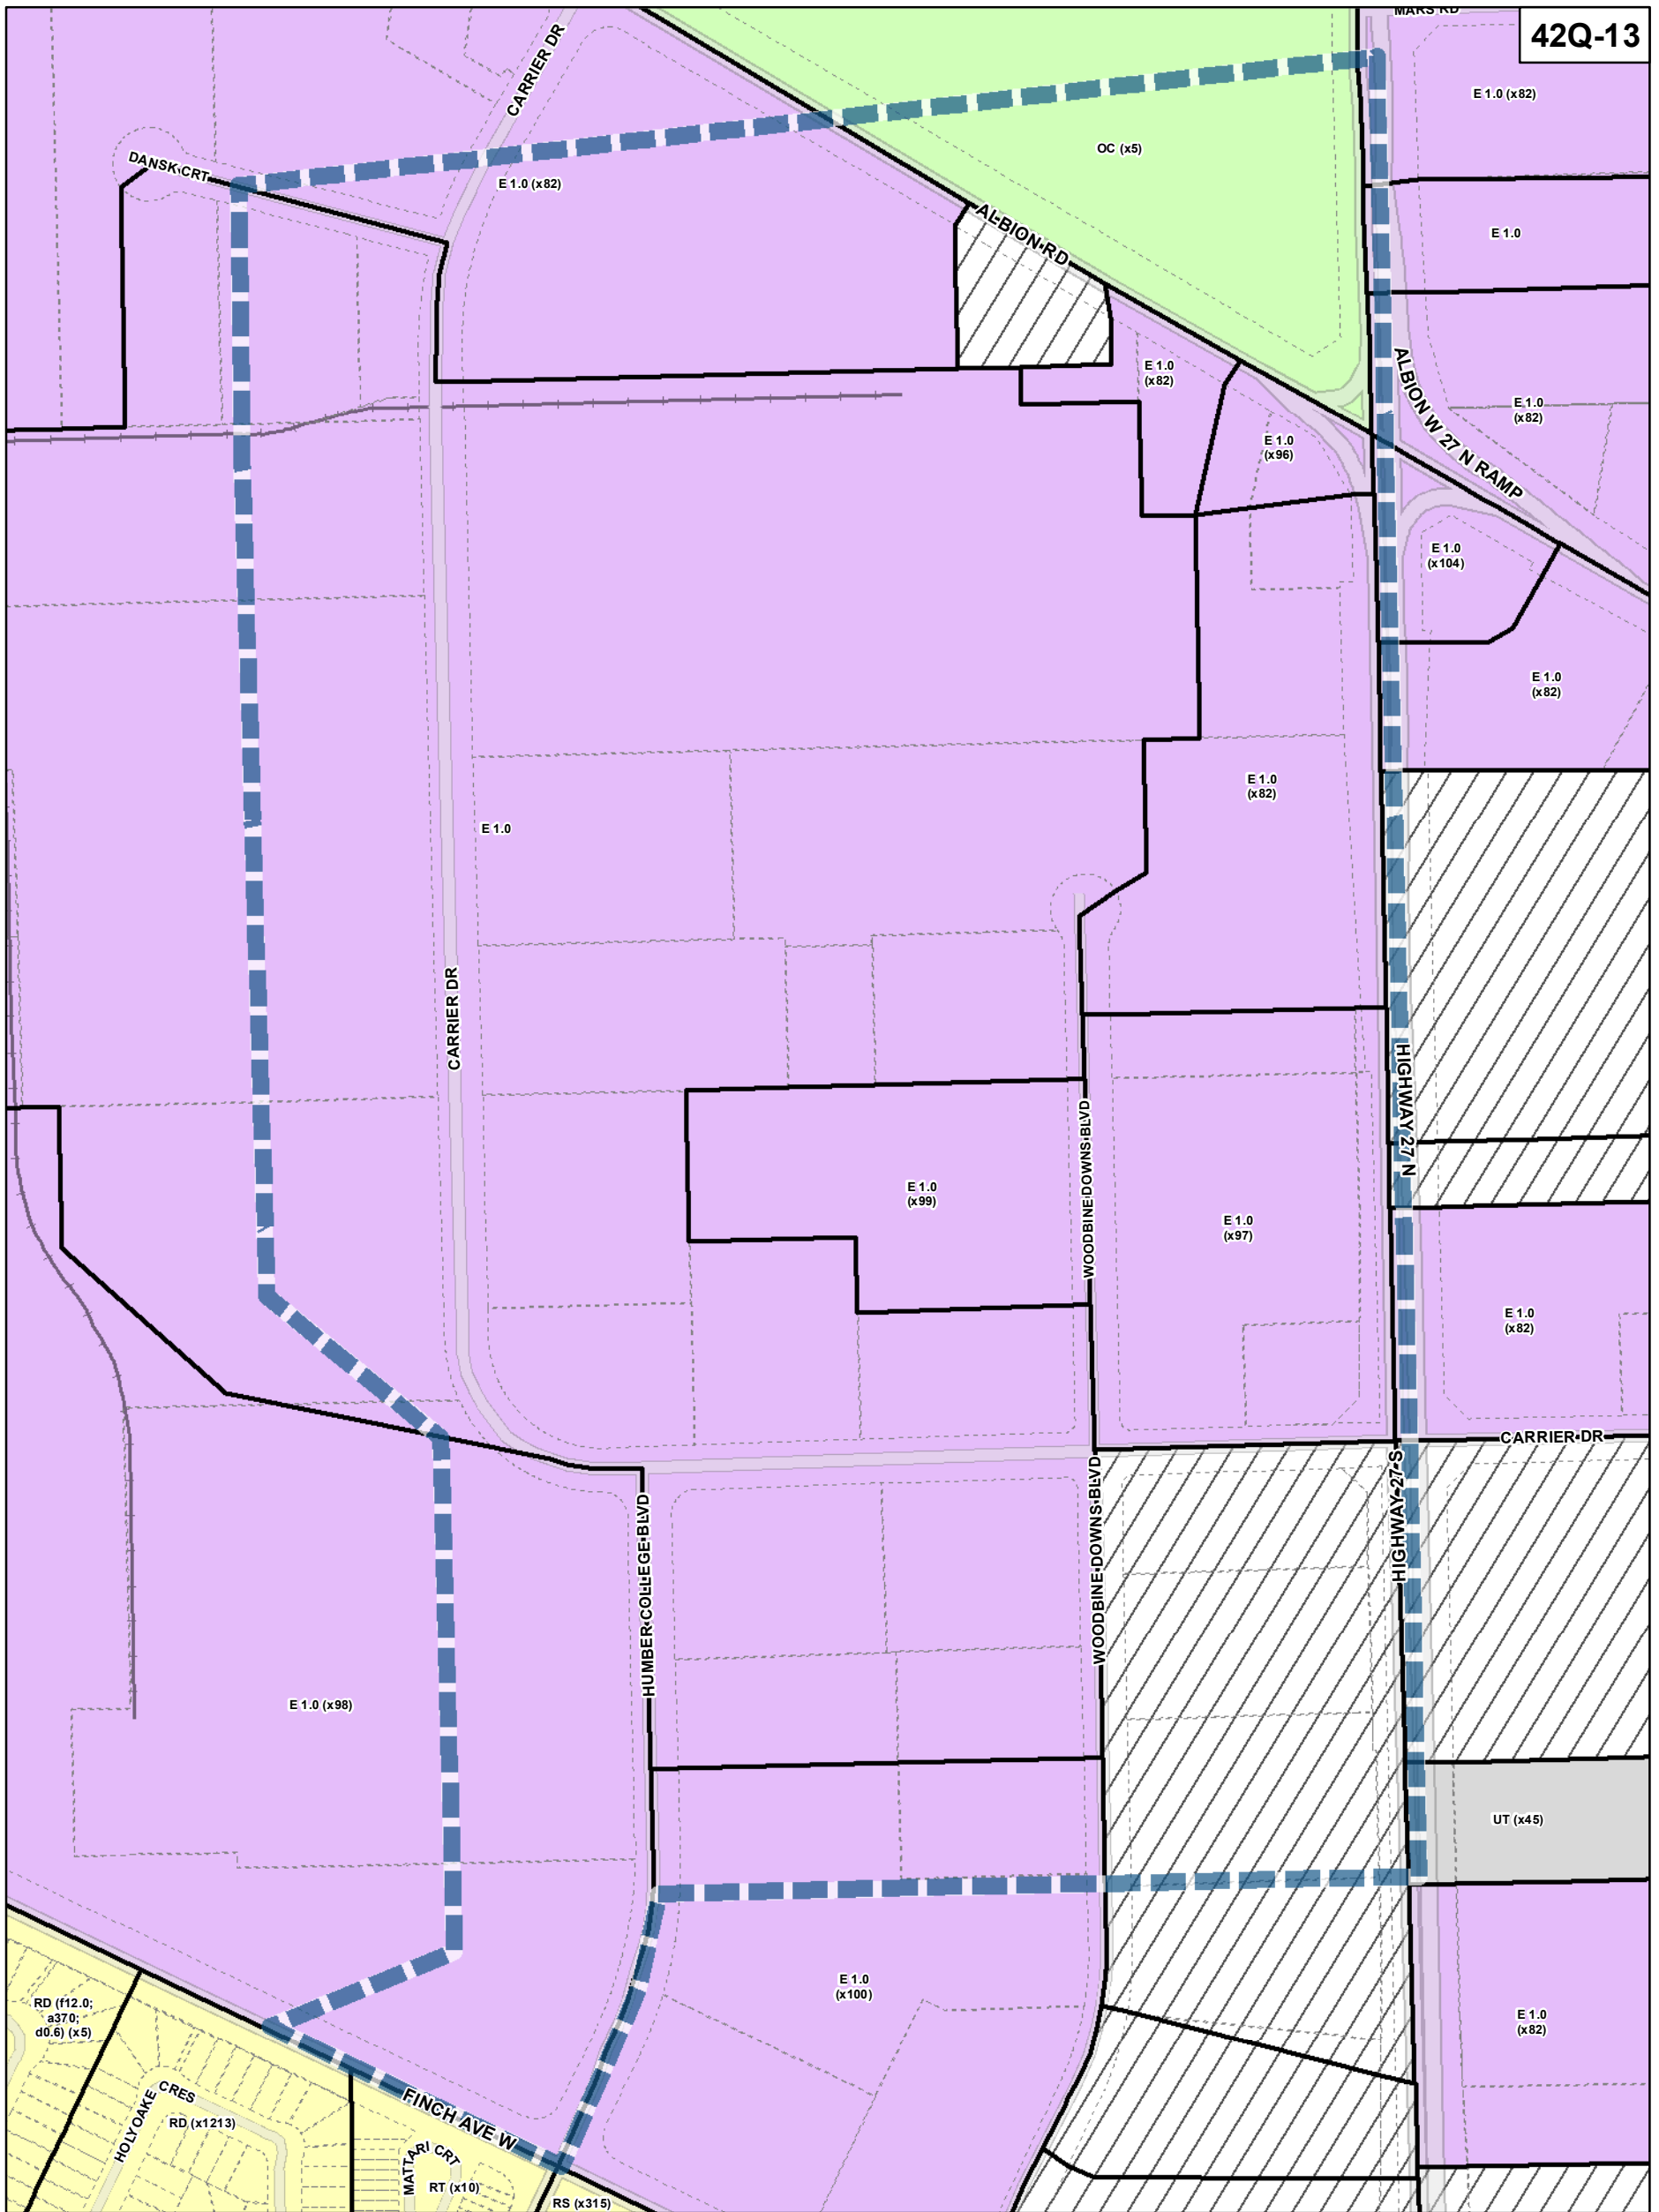 MARS RD
42Q-13
CARRIER DR
E 1.0 (x82)
OC (x5)
DANSK CRT
E 1.0 (x82)
ALBION RD
E 1.0
E 1.0
(x82)
ALBION W 27 N RAMP
E 1.0
(x82)
E 1.0
(x96)
E 1.0
(x104)
E 1.0
(x82)
E 1.0
(x82)
E 1.0
CARRIER DR
HIGHWAY 27 N
WOODBINE DOWNS BLVD
E 1.0
(x99)
E 1.0
(x97)
E 1.0
(x82)
CARRIER DR
HIGHWAY 27 S
WOODBINE DOWNS BLVD
HUMBER COLLEGE BLVD
E 1.0 (x98)
UT (x45)
E 1.0
(x100)
RD (f12.0;
a370;
d0.6) (x5)
E 1.0
(x82)
HOLYOAKE CRES
RD (x1213)
FINCH AVE W
MATTARI CRT
RT (x10)
RS (x315)